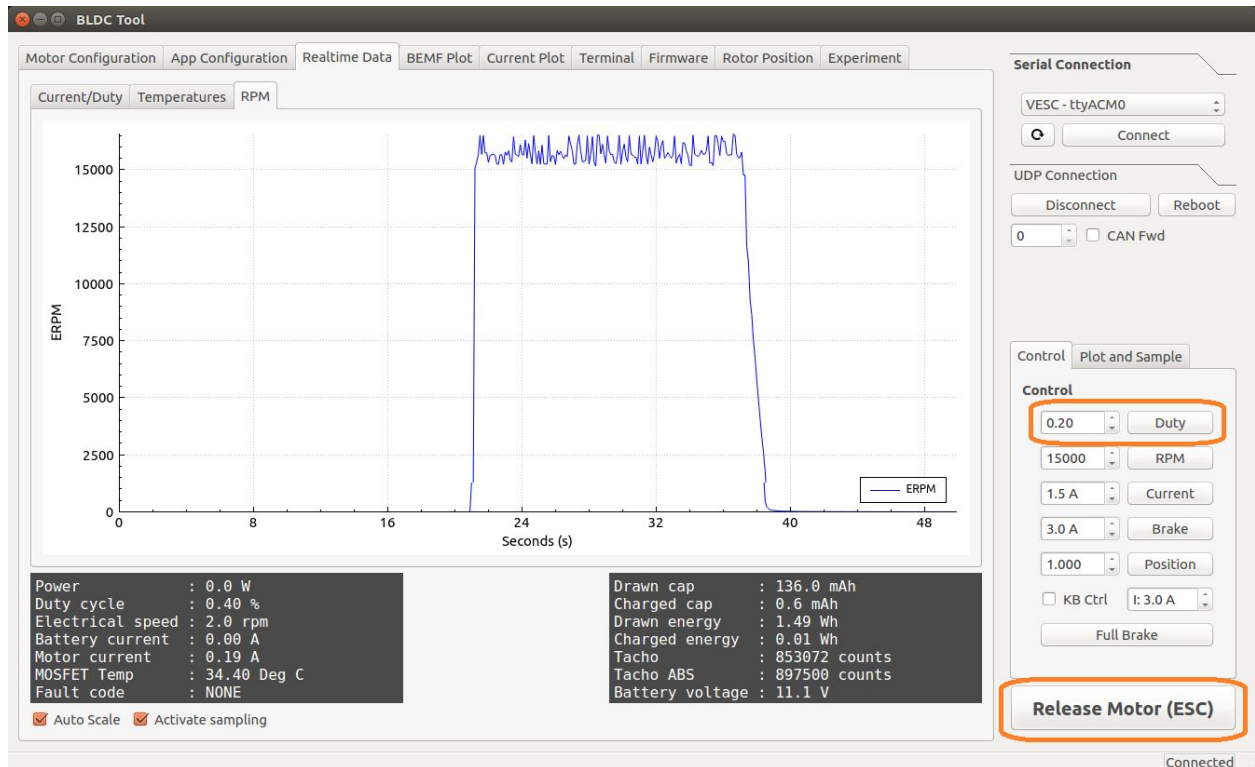 BLDC Tool
Motor Configuration App Configuration Realtime Data BEMF Plot Current Plot Terminal Firmware Rotor Position Experiment
Current/Duty Temperatures RPM
15000
12500
10000
7500
5000
2500
0
ERPM
0 8 16 24 32 40 48
Seconds (s)
ERPM
Power : 0.0 W
Duty cycle : 0.40 %
Electrical speed : 2.0 rpm
Battery current : 0.00 A
Motor current : 0.19 A
MOSFET Temp : 34.40 Deg C
Fault code : NONE
Drawn cap : 136.0 mAh
Charged cap : 0.6 mAh
Drawn energy : 1.49 Wh
Charged energy : 0.01 Wh
Tacho : 853072 counts
Tacho ABS : 897500 counts
Battery voltage : 11.1 V
Auto Scale Activate sampling
Serial Connection
VESC - ttyACM0
Connect
UDP Connection
Disconnect Reboot
0 CAN Fwd
Control Plot and Sample
Control
0.20 Duty
15000 RPM
1.5 A Current
3.0 A Brake
1.000 Position
KB Ctrl I: 3.0 A
Full Brake
Release Motor (ESC)
Connected